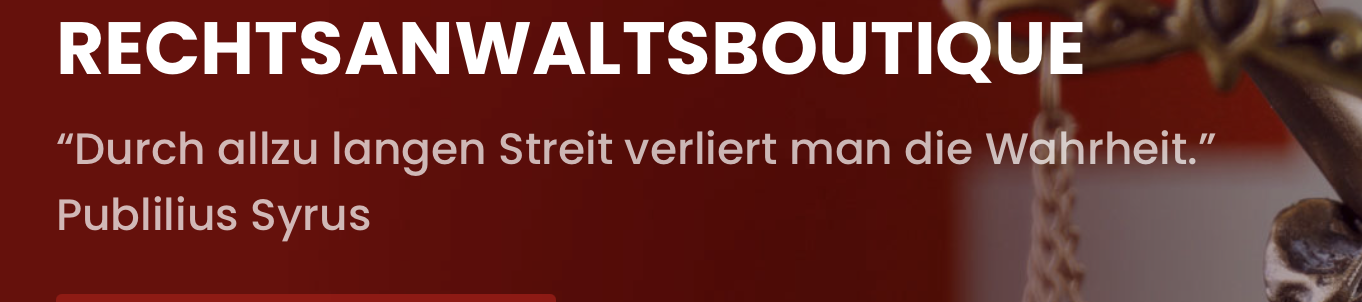 RECHTSANWALTSBOUTIQUE
“Durch allzu langen Streit verliert man die Wahrheit.”
Publilius Syrus